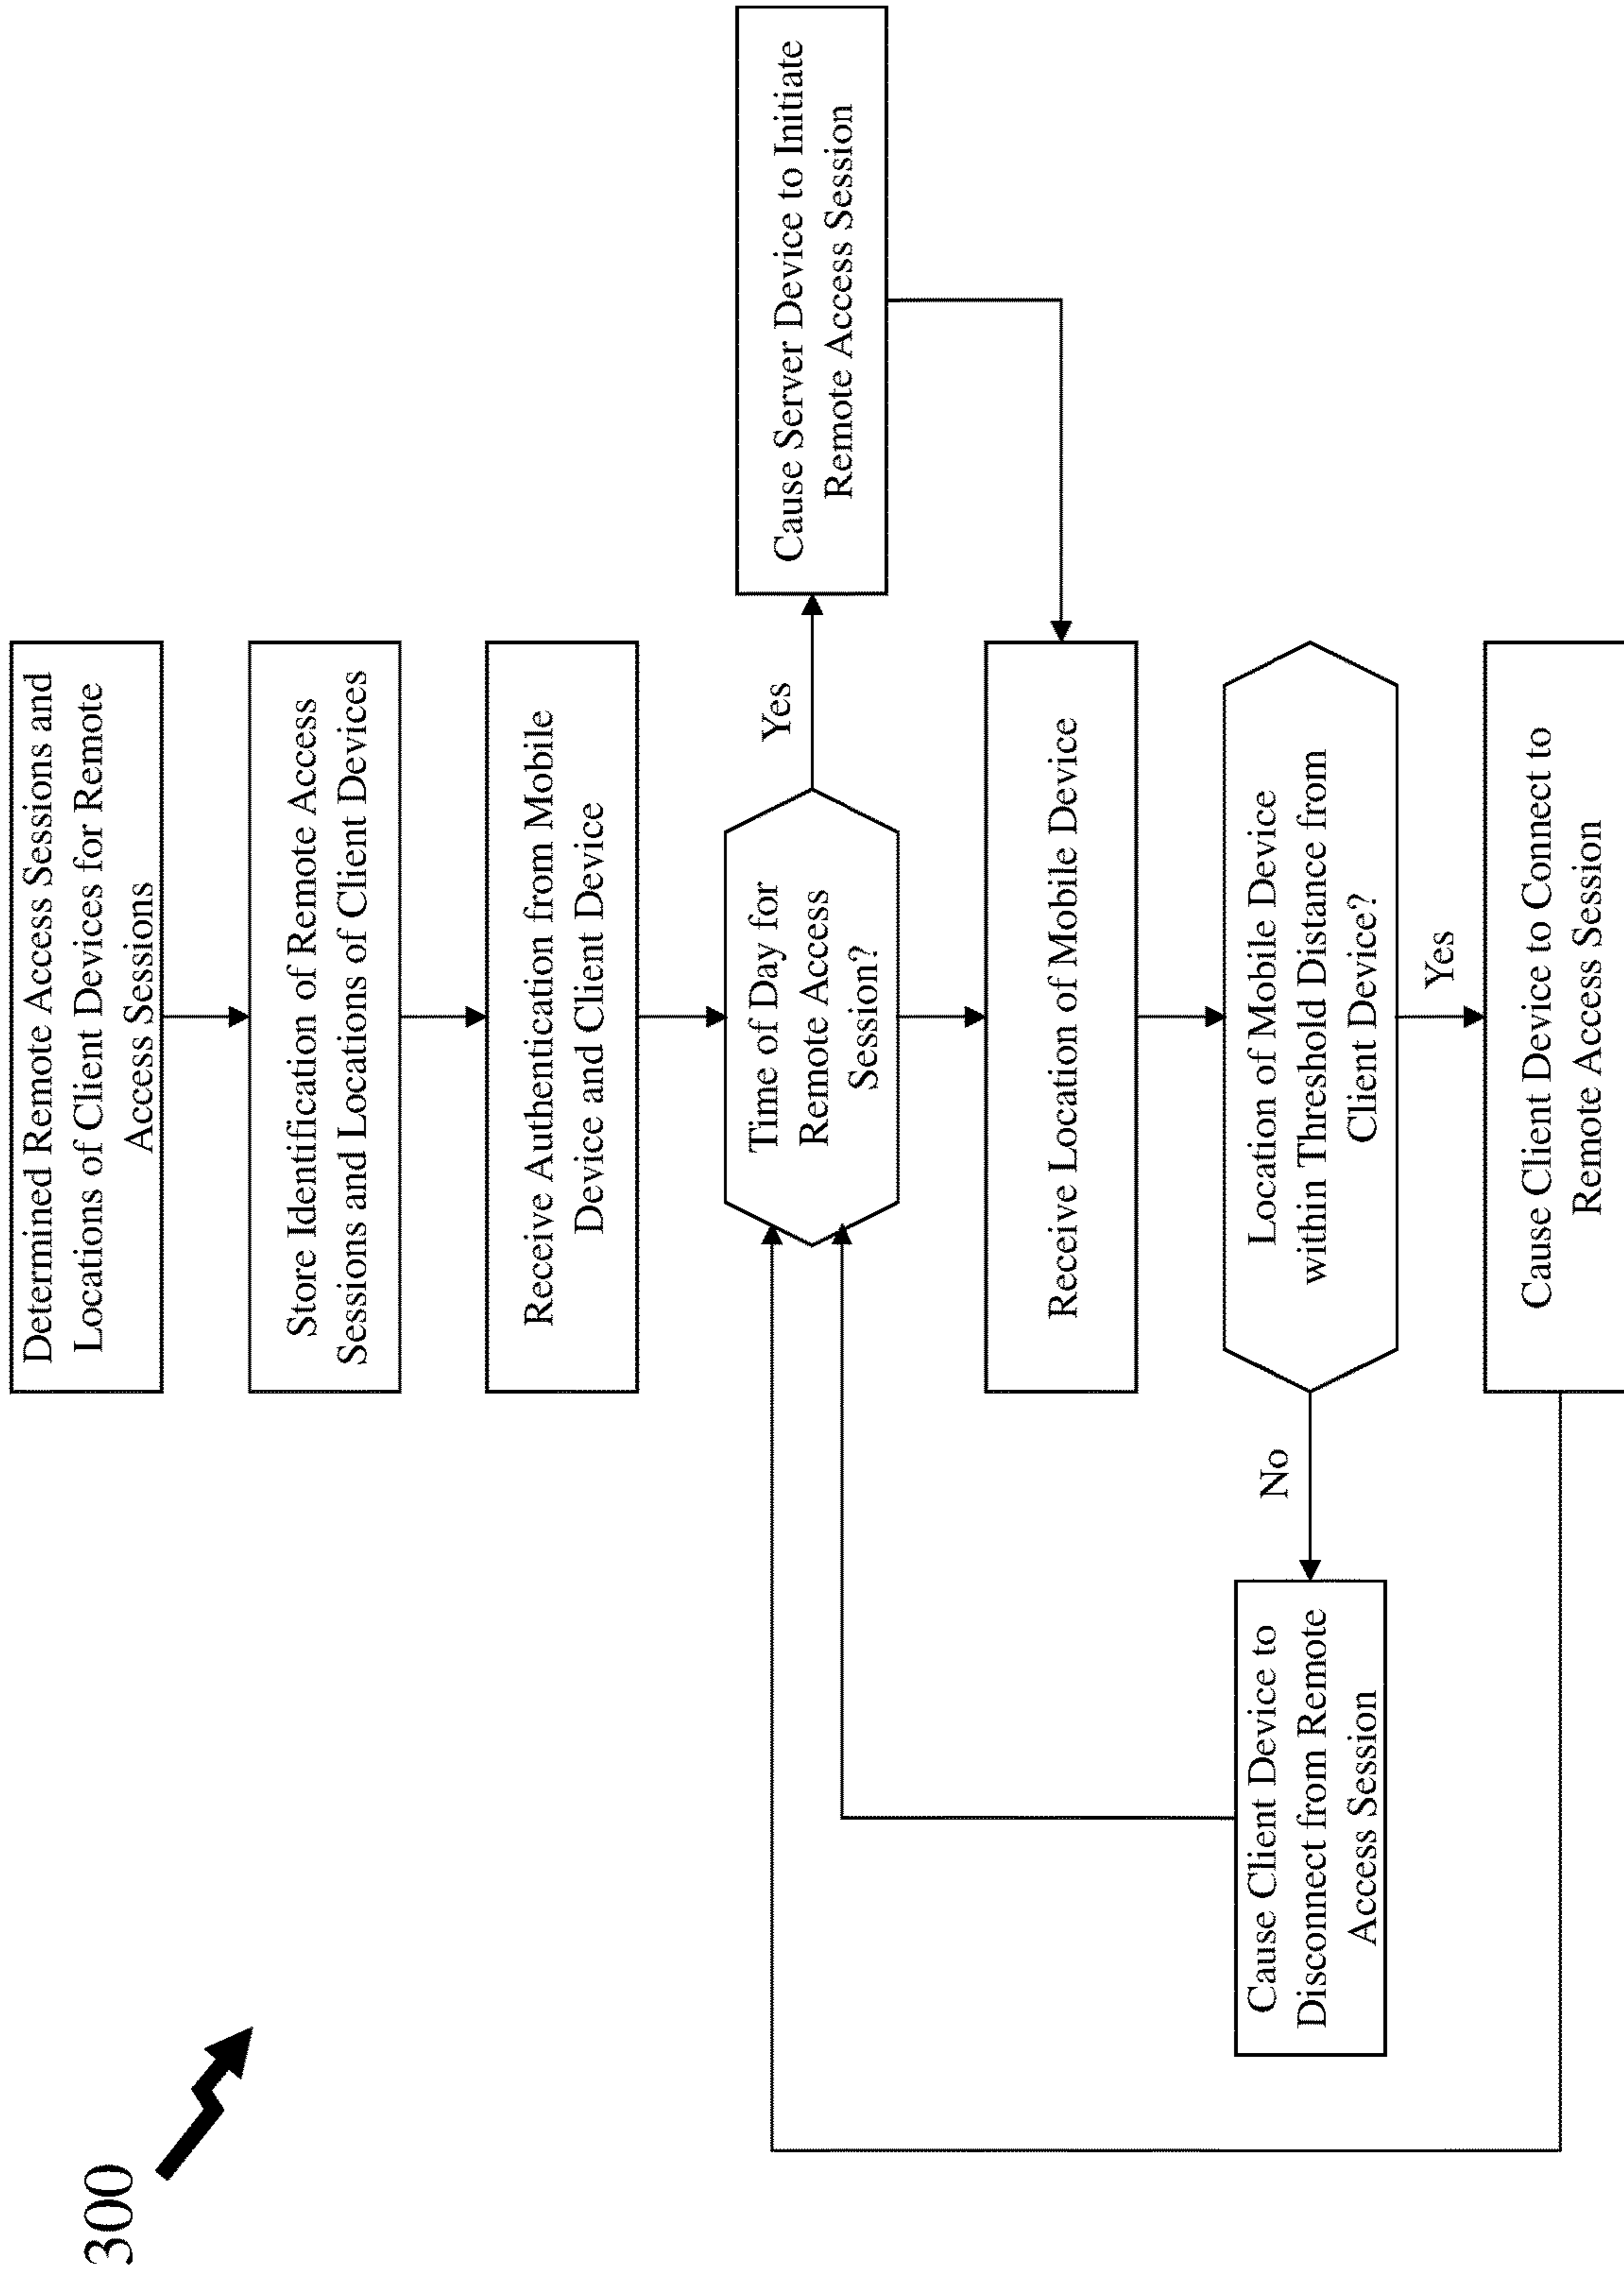 300
Determined Remote Access Sessions and
Locations of Client Devices for Remote
Access Sessions
Store Identification of Remote Access
Sessions and Locations of Client Devices
Receive Authentication from Mobile
Device and Client Device
Time of Day for
Remote Access
Session?
Yes
Cause Server Device to Initiate
Remote Access Session
Receive Location of Mobile Device
Location of Mobile Device
within Threshold Distance from
Client Device?
No
Cause Client Device to
Disconnect from Remote
Access Session
Yes
Cause Client Device to Connect to
Remote Access Session